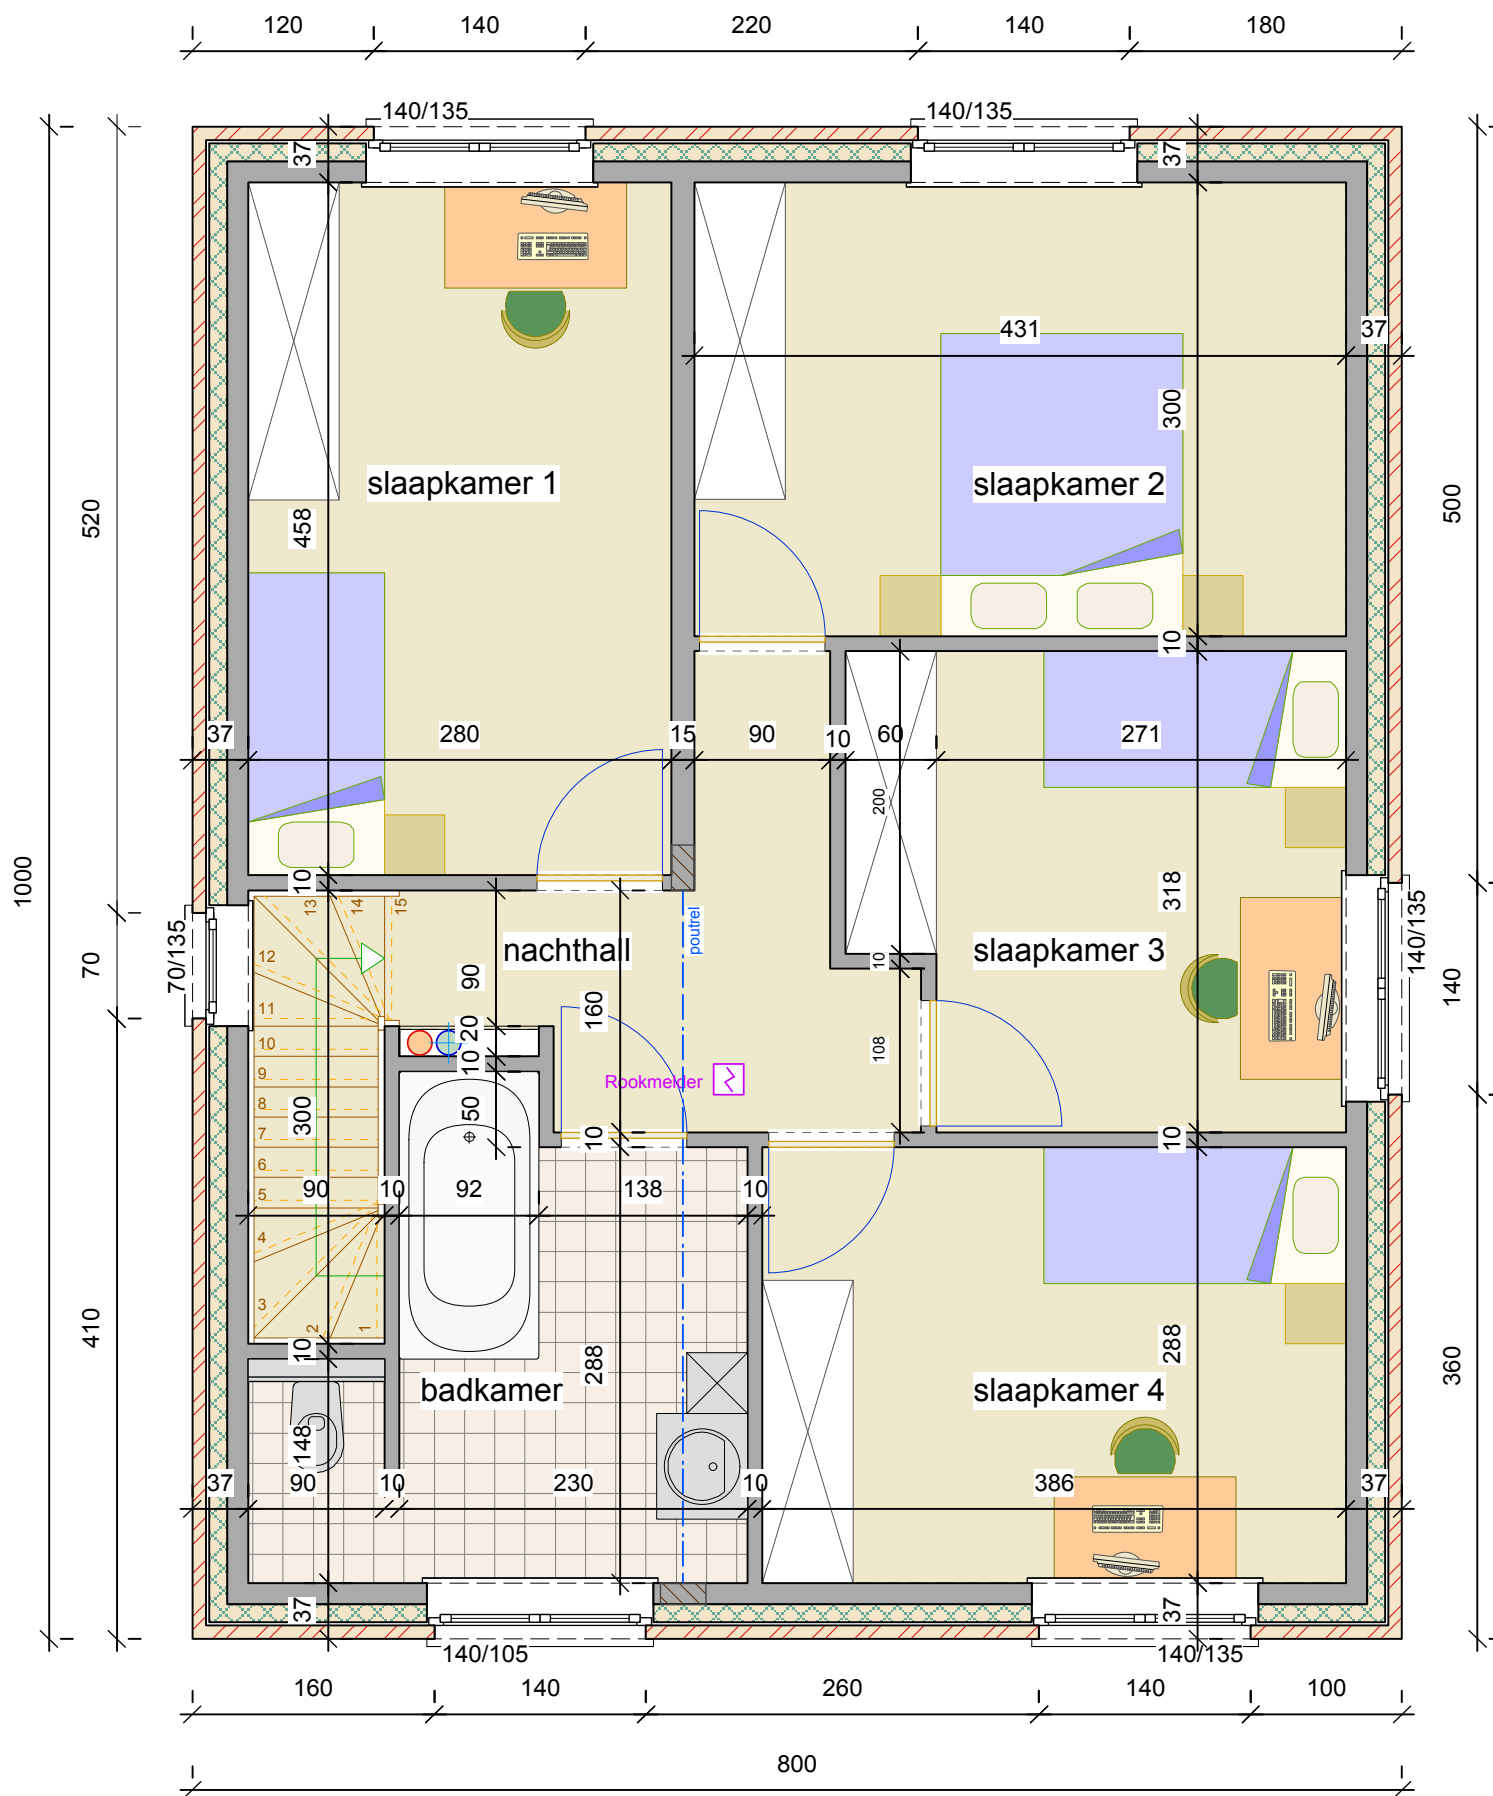 120 140 220 140 180
140/135 140/135
37 37
431 37
300
slaapkamer 1 slaapkamer 2
520 458 500
10
37 280 15 90 10 60 271
200
1000 10 13 14 15 318
poutrel
nachthall slaapkamer 3
12
70 70/135 90 10 140/135 140
11 160
10 20 108
9 10 Rookmelder
8 300 50
7 10 10
6
5 90 10 92 138 10
4
3 2 1
410 10 288 288 360
badkamer slaapkamer 4
148
37 90 10 230 10 386 37
37 37
140/105 140/135
160 140 260 140 100
800